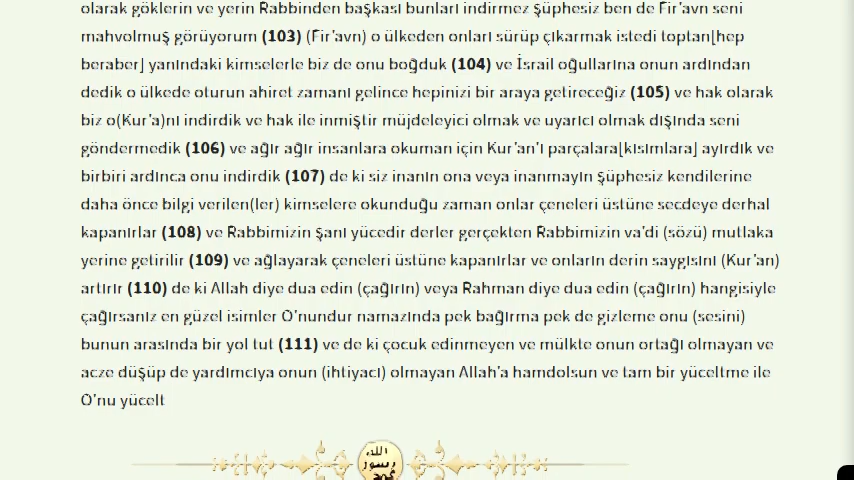 olarak göklerin ve yerin Rabbinden başkası bunları indirmez şüphesiz ben de Fir'avn seni
mahvolmuş görüyorum (103) (Fir'avn) o ülkeden onları sürüp çıkarmak istedi toptan[hep
beraber] yanındaki kimselerle biz de onu boğduk (104) ve İsrail oğullarına onun ardından
dedik o ülkede oturun ahiret zamanı gelince hepinizi bir araya getireceğiz (105) ve hak olarak
biz o(Kur'a)nı indirdik ve hak ile inmiştir müjdeleyici olmak ve uyarıcı olmak dışında seni
göndermedik (106) ve ağır ağır insanlara okuman için Kur'an'ı parçalara[kısımlara] ayırdık ve
birbiri ardınca onu indirdik (107) de ki siz inanın ona veya inanmayın şüphesiz kendilerine
daha önce bilgi verilen(ler) kimselere okunduğu zaman onlar çeneleri üstüne secdeye derhal
kapanırlar (108) ve Rabbimizin şanı yücedir derler gerçekten Rabbimizin va'di (sözü) mutlaka
yerine getirilir (109) ve ağlayarak çeneleri üstüne kapanırlar ve onların derin saygısını (Kur'an)
artırır (110) de ki Allah diye dua edin (çağırın) veya Rahman diye dua edin (çağırın) hangisiyle
çağırsanız en güzel isimler O'nundur namazında pek bağırma pek de gizleme onu (sesini)
bunun arasında bir yol tut (111) ve de ki çocuk edinmeyen ve mülkte onun ortağı olmayan ve
acze düşüp de yardımcıya onun (ihtiyacı) olmayan Allah'a hamdolsun ve tam bir yüceltme ile
O'nu yücelt
الله
رسول
محمد